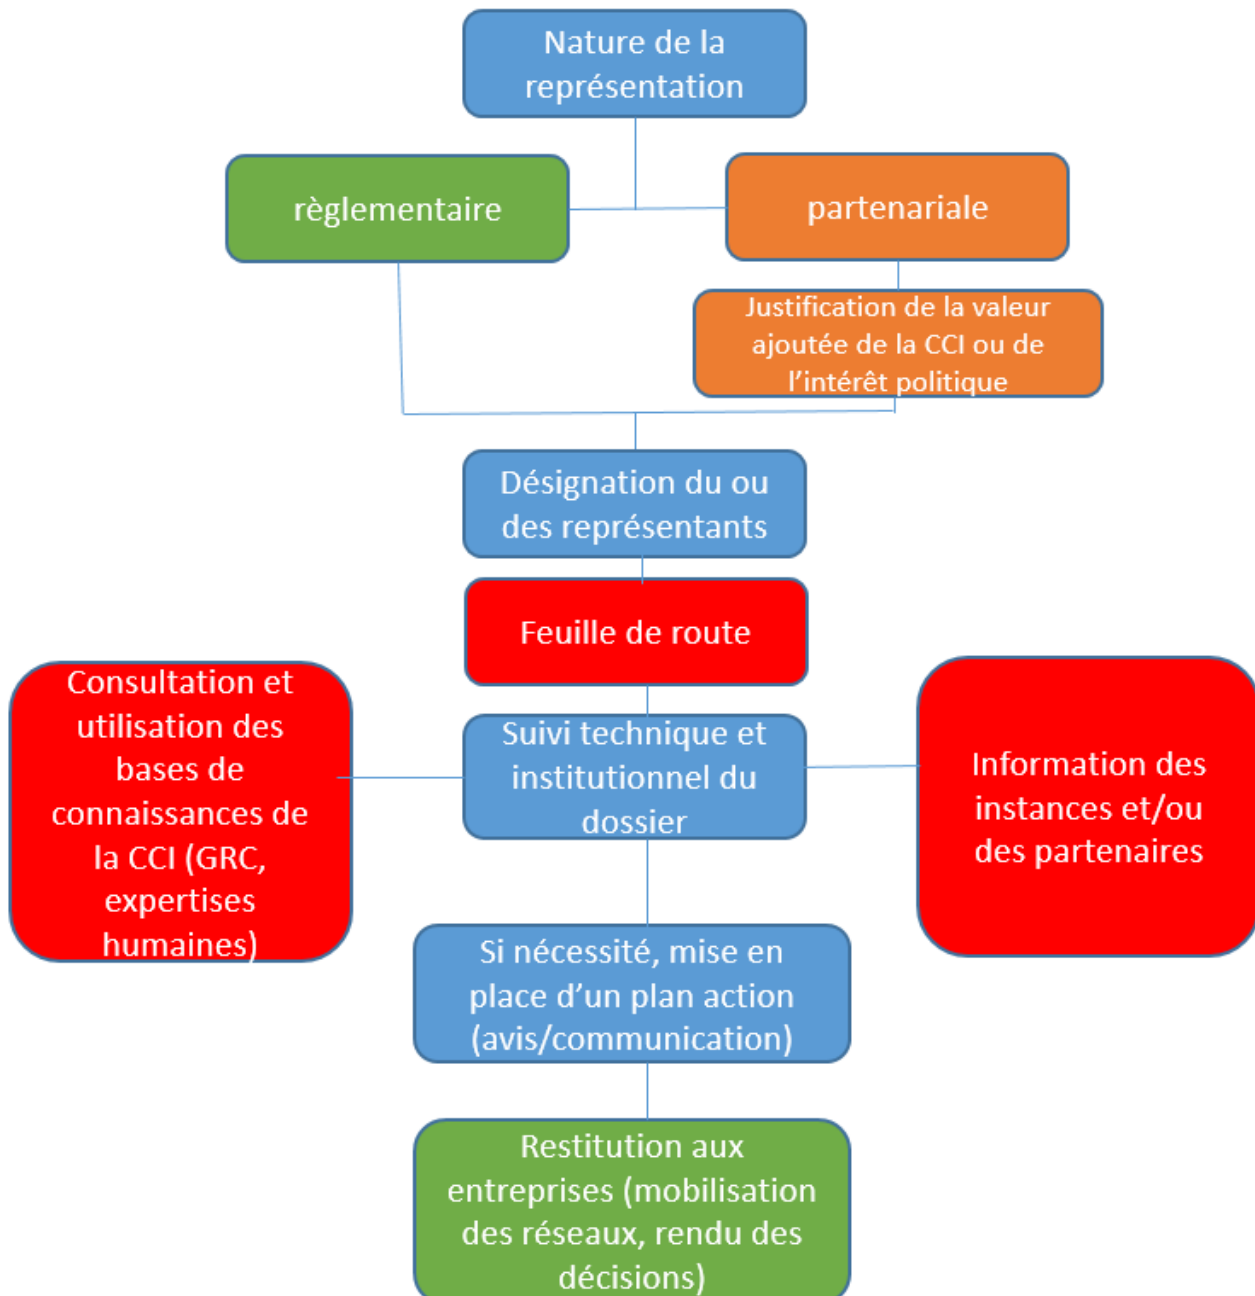 Nature de la
représentation
règlementaire
partenariale
Justification de la valeur
ajoutée de la CCI ou de
l’intérêt politique
Désignation du ou
des représentants
Feuille de route
Consultation et
utilisation des
bases de
connaissances de
la CCI (GRC,
expertises
humaines)
Suivi technique et
institutionnel du
dossier
Information des
instances et/ou
des partenaires
Si nécessité, mise en
place d’un plan action
(avis/communication)
Restitution aux
entreprises (mobilisation
des réseaux, rendu des
décisions)